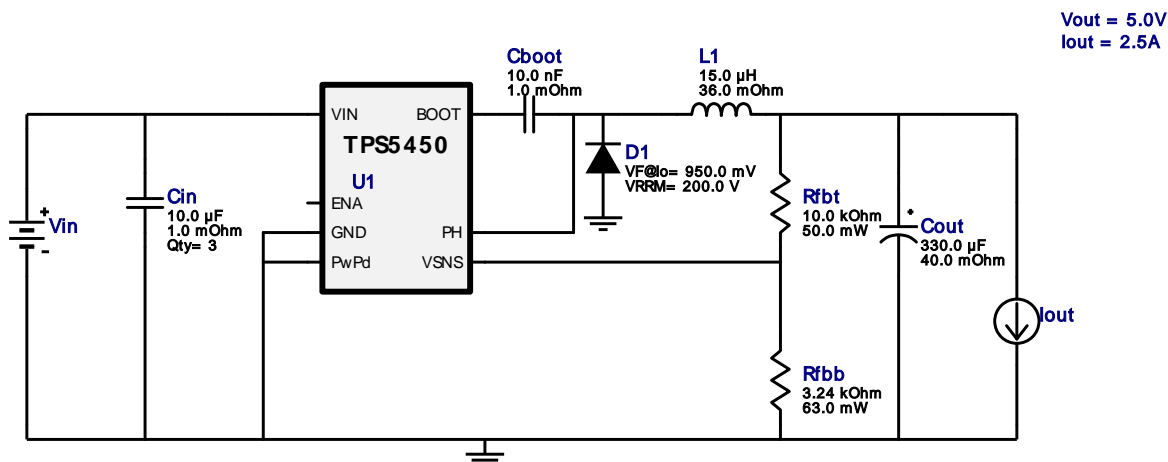 Vout = 5.0V
Iout = 2.5A
Cboot
10.0 nF
1.0 mOhm
L1
15.0 µH
36.0 mOhm
VIN
BOOT
TPS5450
U1
ENA
GND
PH
PwPd
VSNS
D1
VF@Io= 950.0 mV
VRRM= 200.0 V
Cin
10.0 µF
1.0 mOhm
Qty= 3
+
Vin
-
Rfbt
10.0 kOhm
50.0 mW
Cout
330.0 µF
40.0 mOhm
Iout
Rfbb
3.24 kOhm
63.0 mW